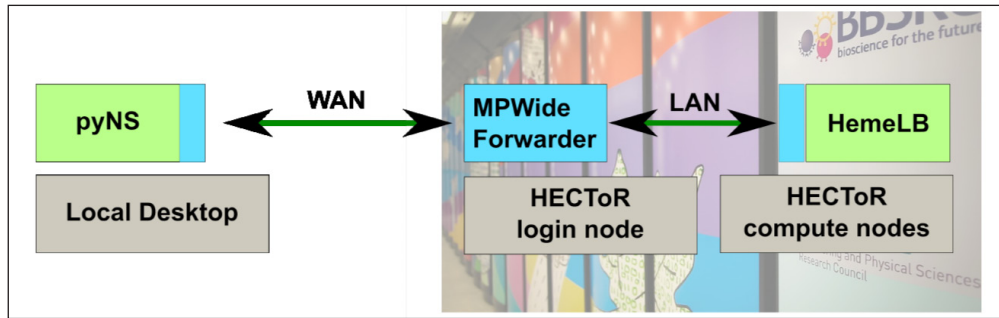 bioscience for the future
WAN
LAN
pyNS
MPWide
Forwarder
HemeLB
Local Desktop
HECToR
login node
HECToR
compute nodes
and Physical Sciences
Research Council